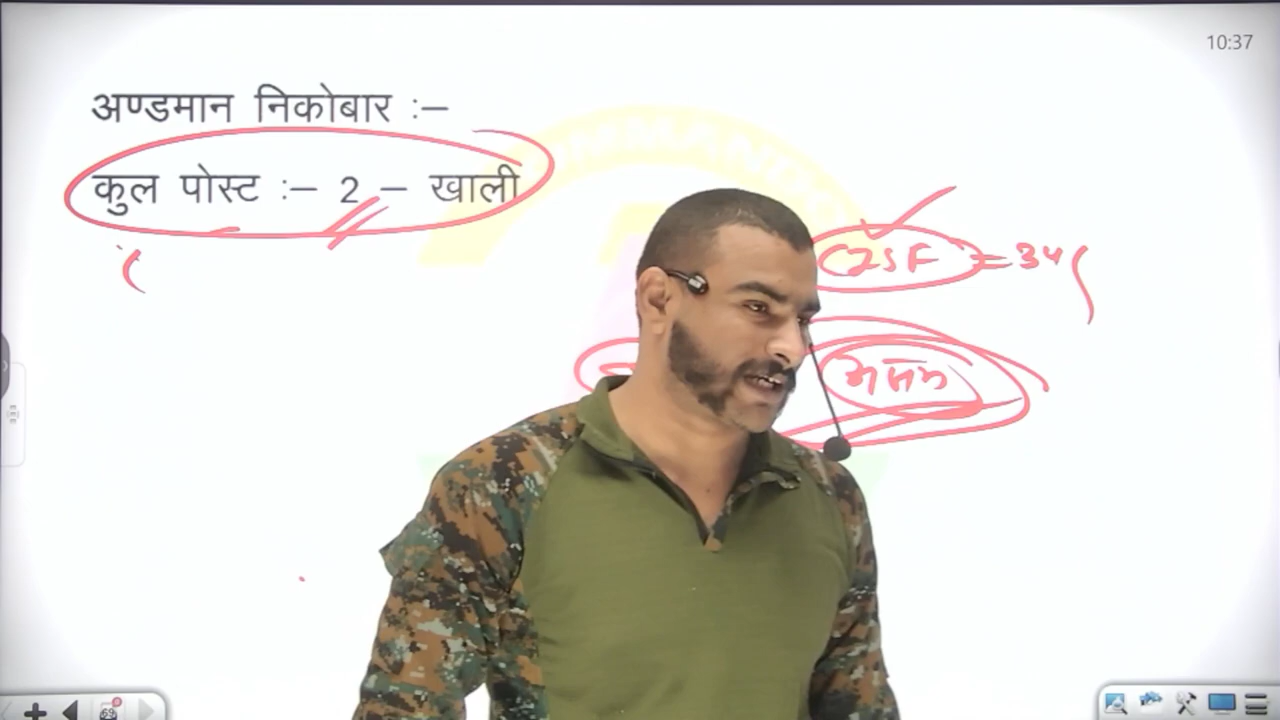 10:37
अण्डमान निकोबार :–
कुल पोस्ट :– 2 – खाली
CISF = 34